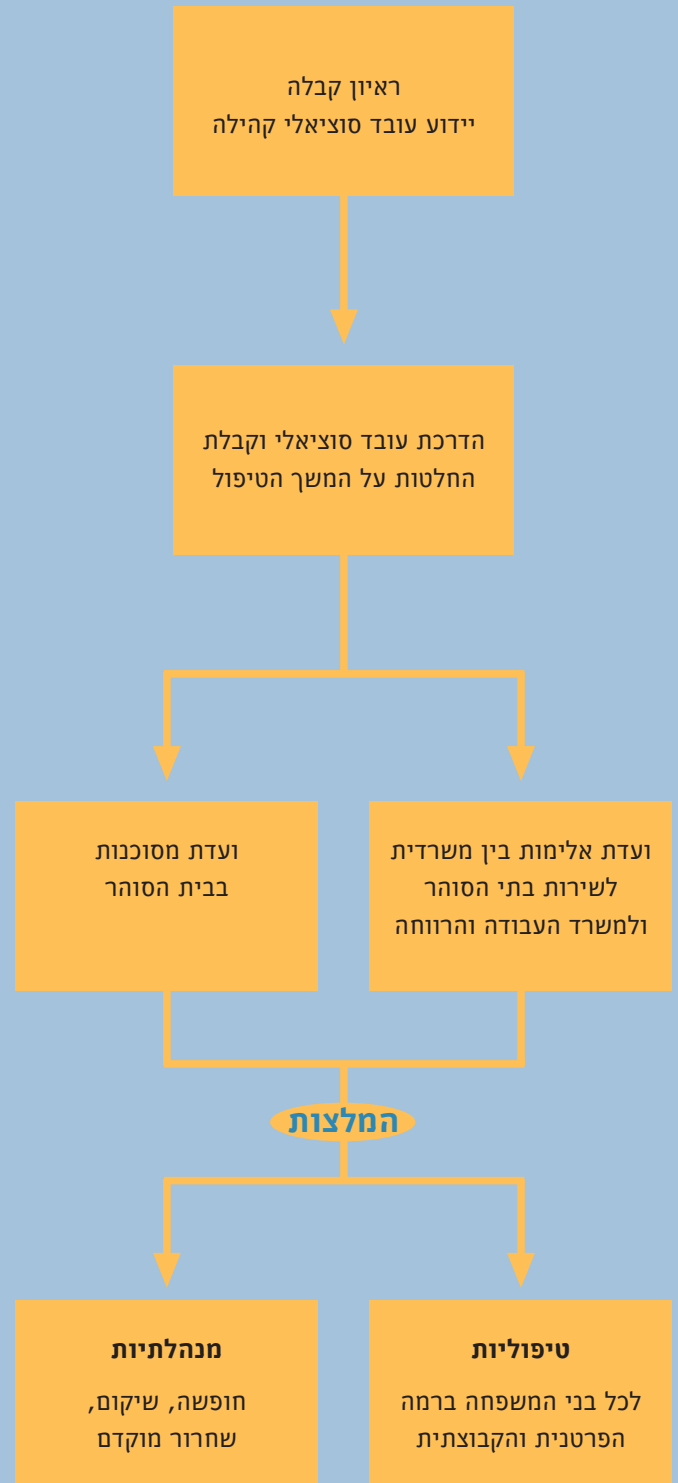 ראיון קבלה
יידוע עובד סוציאלי קהילה
הדרכת עובד סוציאלי וקבלת
החלטות על המשך הטיפול
ועדת אלימות בין משרדית
לשירות בתי הסוהר
ולמשרד העבודה והרווחה
ועדת מסוכנות
בבית הסוהר
המלצות
טיפוליות
לכל בני המשפחה ברמה
הפרטנית והקבוצתית
מנהלתיות
חופשה, שיקום,
שחרור מוקדם